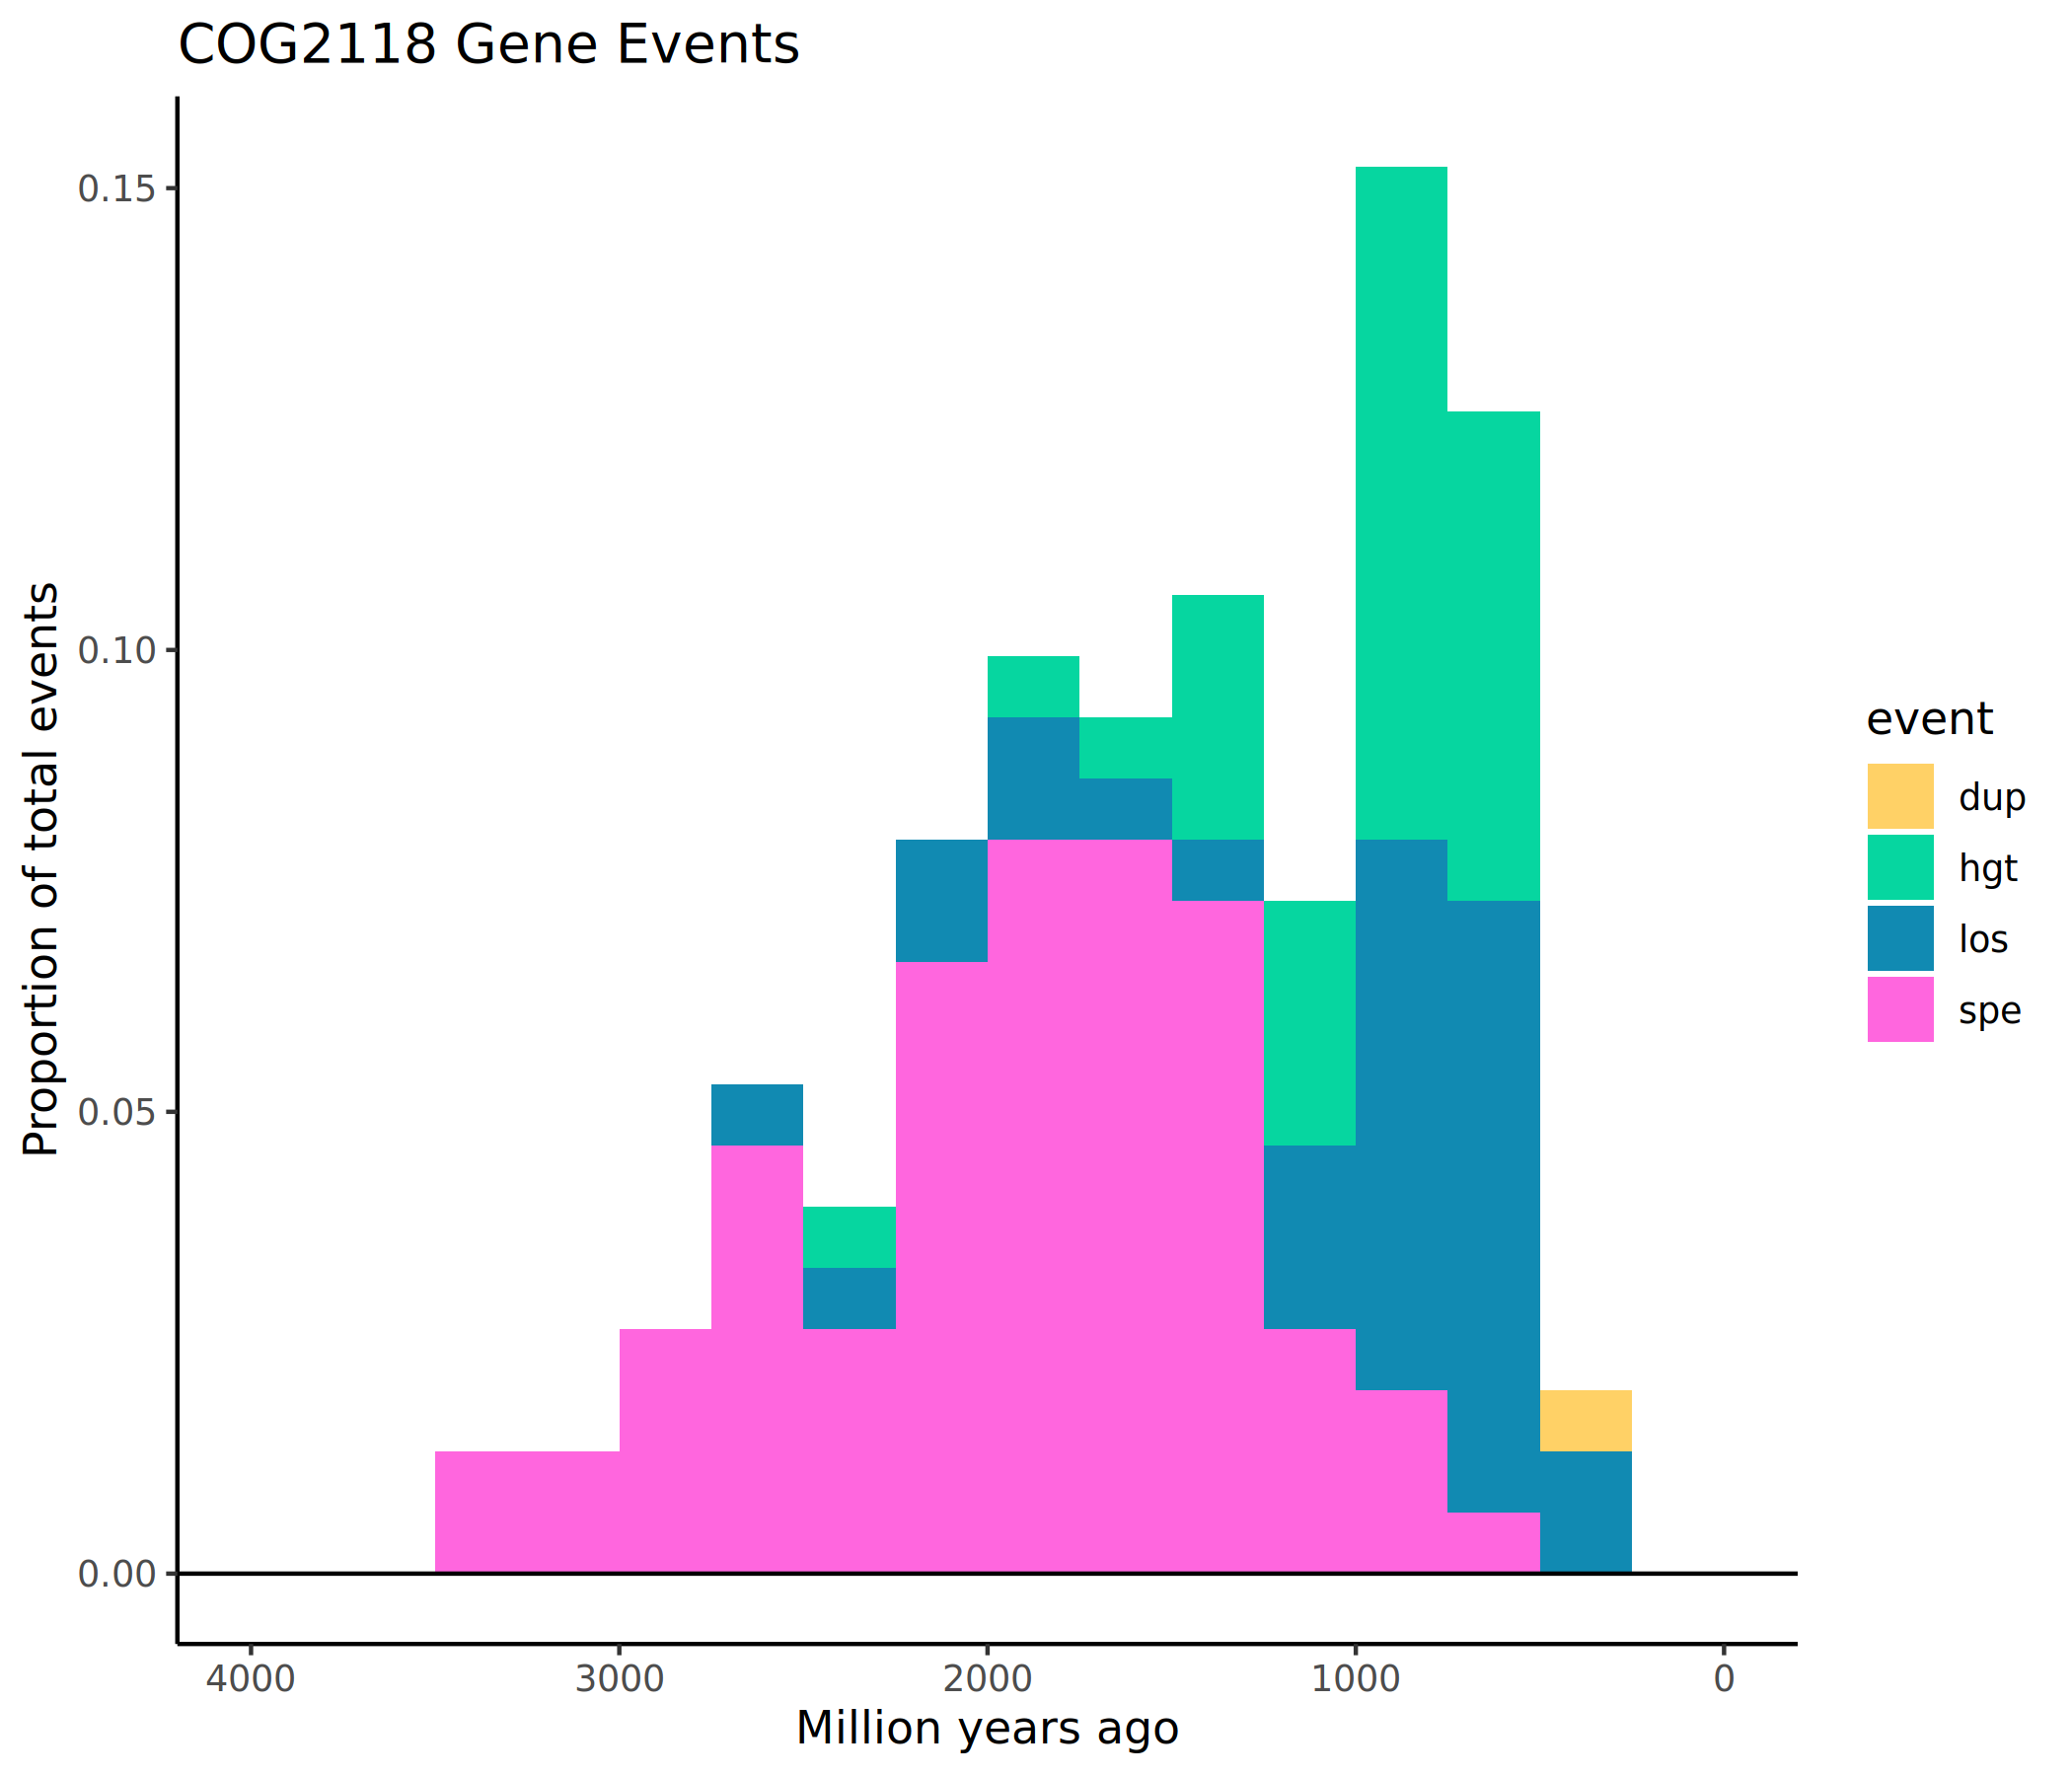 COG2118 Gene Events
Proportion of total events
0.15
0.10
0.05
0.00
4000 3000 2000 1000 0
Million years ago
event
dup
hgt
los
spe